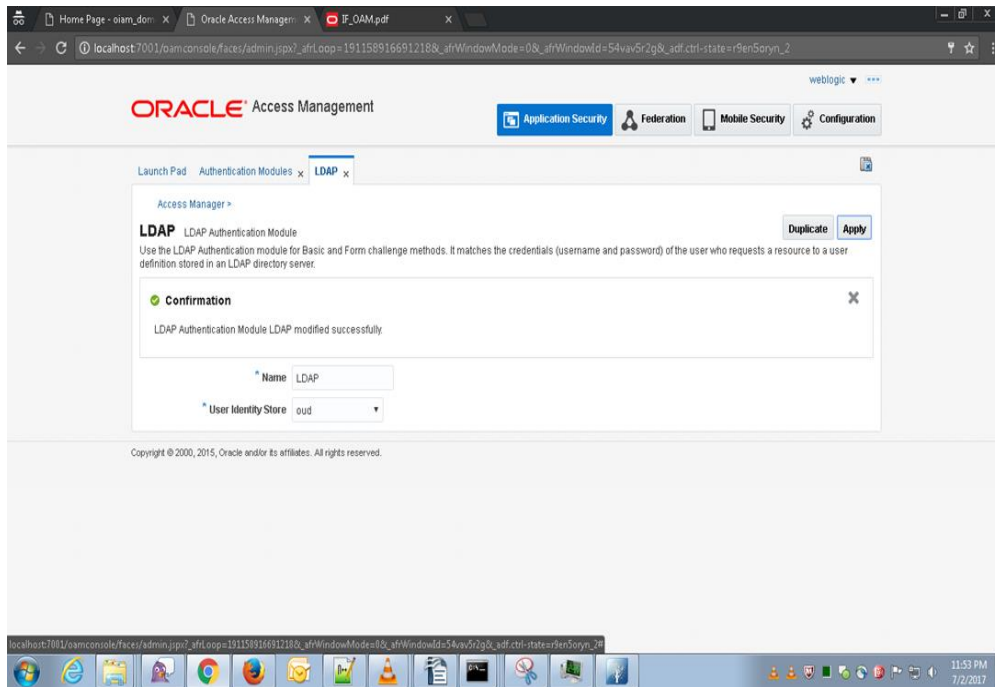 Home Page - oiam_dom x
Oracle Access Managem x
IF_OAM.pdf x
localhost:7001/oamconsole/faces/admin.jspx?_afrLoop=19115891669121​8&_afrWindowMode=0&_afrWindowId=54vav5r2g&_adf.ctrl-state=r9en5oryn_2
weblogic
ORACLE Access Management
Application Security
Federation
Mobile Security
Configuration
Launch Pad Authentication Modules x LDAP x
Access Manager >
LDAP LDAP Authentication Module
Duplicate Apply
Use the LDAP Authentication module for Basic and Form challenge methods. It matches the credentials (username and password) of the user who requests a resource to a user
definition stored in an LDAP directory server.
Confirmation
LDAP Authentication Module LDAP modified successfully.
* Name LDAP
* User Identity Store oud
Copyright © 2000, 2015, Oracle and/or its affiliates. All rights reserved.
localhost:7001/oamconsole/faces/admin.jspx?_afrLoop=191158916691218&_afrWindowMode=0&_afrWindowId=54vav5r2g&_adf.ctrl-state=r9en5oryn_2#
11:53 PM
7/2/2017